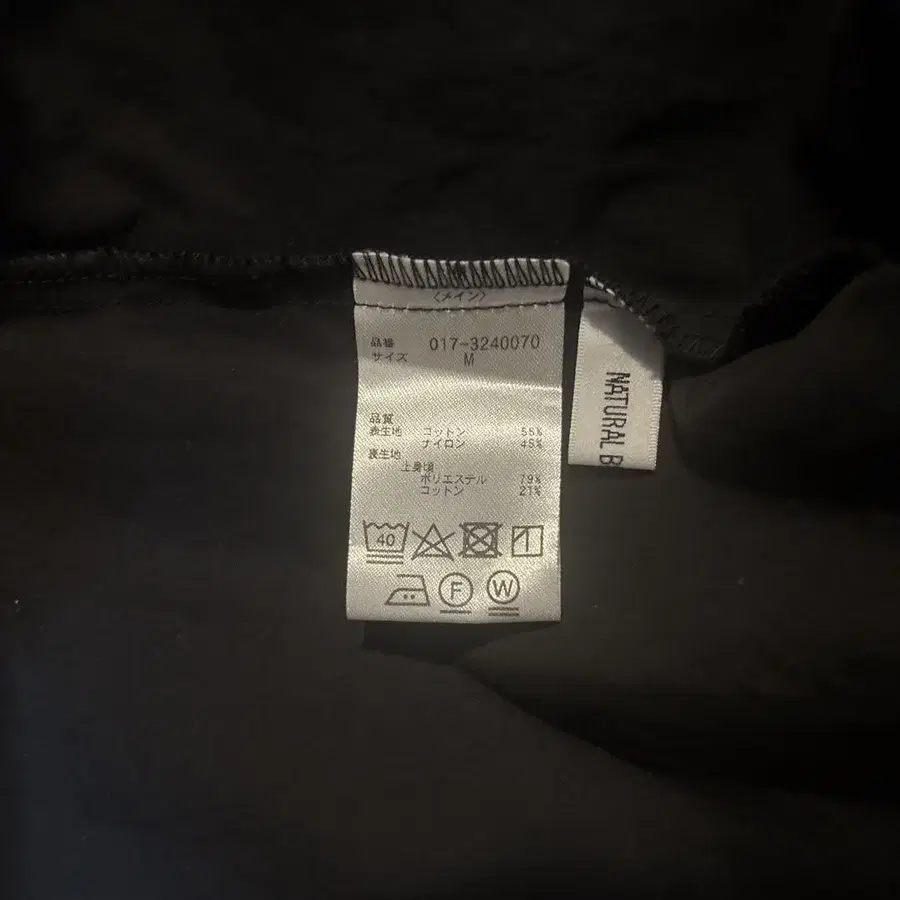 〈メイン〉
品番 017-3240070
サイズ M
品質
表生地 コットン 55%
ナイロン 45%
裏生地
上身頃
ポリエステル 79%
コットン 21%
40
F W
NATURAL B